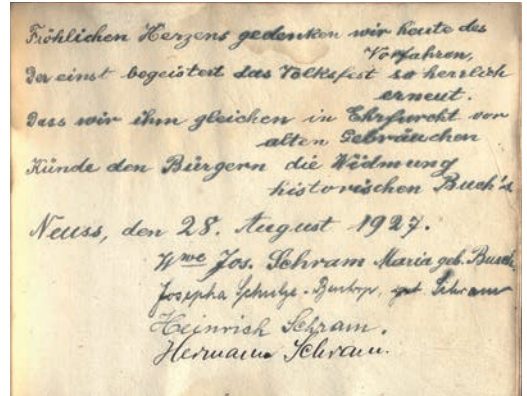 Fröhlichen Herzens gedenken wir heute des
Vorfahren,
Der einst begeistert das Volksfest so herrlich
erneut.
Dass wir ihm gleichen in Ehrfurcht vor
alten Gebräuchen
Künde den Bürgern die Widmung
historischen Buch's.
Neuss, den 28. August 1927.
Wwe Jos. Schram Maria geb. Busch
Josepha Schulze - geb. Schram
Heinrich Schram.
Hermann Schram.